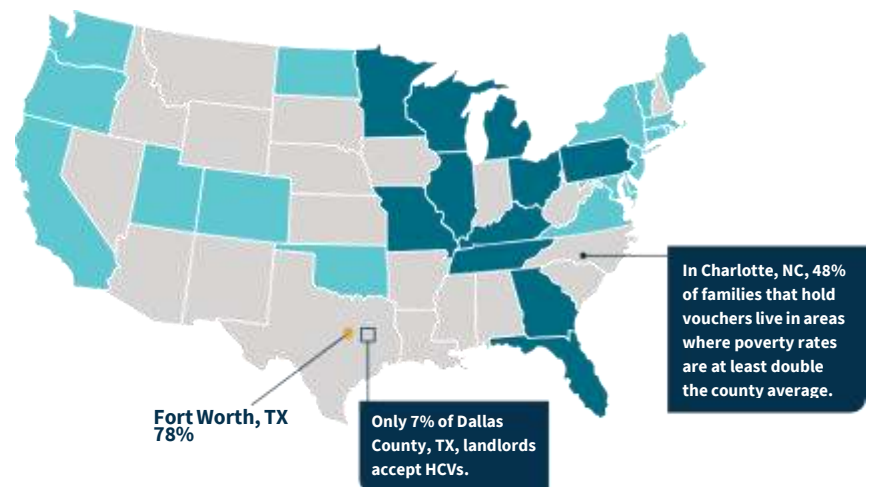 In Charlotte, NC, 48%
of families that hold
vouchers live in areas
where poverty rates
are at least double
the county average.
Fort Worth, TX
78%
Only 7% of Dallas
County, TX, landlords
accept HCVs.